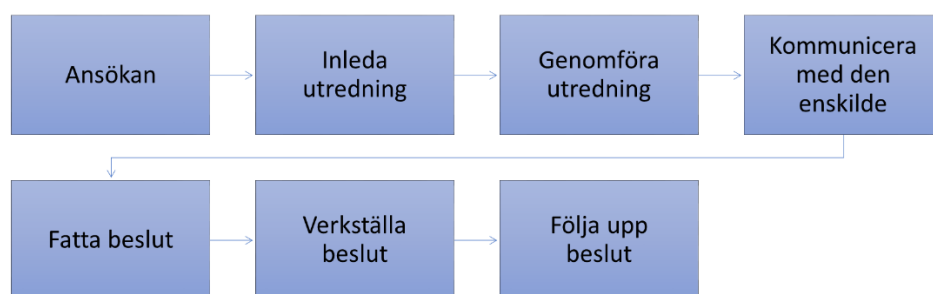 Ansökan
Inleda
utredning
Genomföra
utredning
Kommunicera
med den
enskilde
Fatta beslut
Verkställa
beslut
Följa upp
beslut